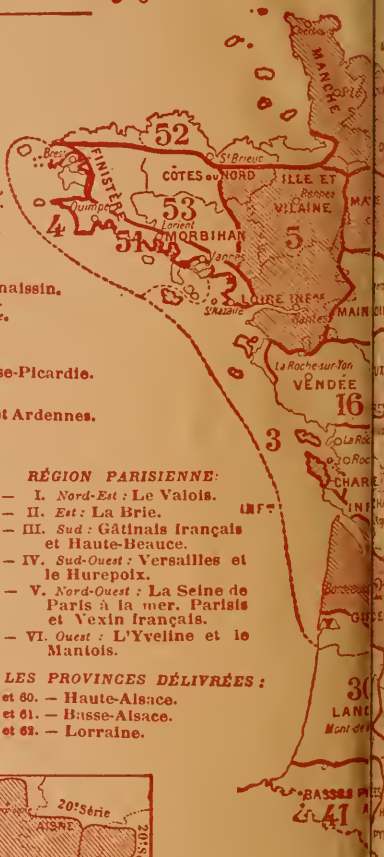 MANCHE
52
St Brieuc
Brest
FINISTÈRE
CÔTES DU NORD
ILLE ET
Rennes
VILAINE
Quimper
53
4
Lorient
51
MORBIHAN
5
Vannes
naissin.
LOIRE INFRE
St Nazaire
Nantes
MAIN
se-Picardie.
La Roche-sur-Yon
VENDÉE
16
et Ardennes.
3
CHARE
RÉGION PARISIENNE:
— I. Nord-Est : Le Valois.
— II. Est : La Brie.
— III. Sud : Gâtinais français
et Haute-Beauce.
— IV. Sud-Ouest : Versailles et
le Hurepoix.
— V. Nord-Ouest : La Seine de
Paris à la mer. Parisis
et Vexin français.
— VI. Ouest : L'Yveline et le
Mantois.
LES PROVINCES DÉLIVRÉES :
et 60. — Haute-Alsace.
et 61. — Basse-Alsace.
et 62. — Lorraine.
LAND
BASSES
41
20e Série
AISNE